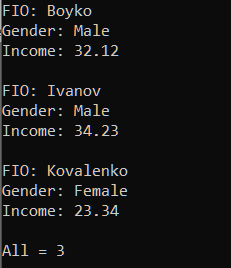 FIO: Boyko
Gender: Male
Income: 32.12
FIO: Ivanov
Gender: Male
Income: 34.23
FIO: Kovalenko
Gender: Female
Income: 23.34
All = 3